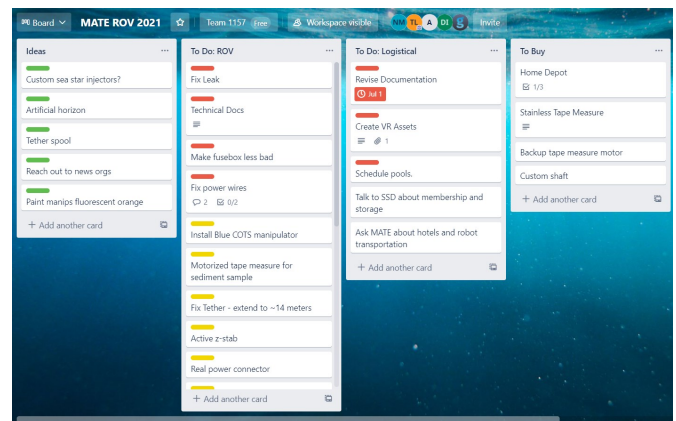 Board
MATE ROV 2021
Team 1157 Free
Workspace visible
NM TL A DI g
Invite
Ideas
Custom sea star injectors?
Artificial horizon
Tether spool
Reach out to news orgs
Paint manips fluorescent orange
+ Add another card
To Do: ROV
Fix Leak
Technical Docs
Make fusebox less bad
Fix power wires
2 0/2
Install Blue COTS manipulator
Motorized tape measure for
sediment sample
Fix Tether - extend to ~14 meters
Active z-stab
Real power connector
+ Add another card
To Do: Logistical
Revise Documentation
Jul 1
Create VR Assets
1
Schedule pools.
Talk to SSD about membership and
storage
Ask MATE about hotels and robot
transportation
+ Add another card
To Buy
Home Depot
1/3
Stainless Tape Measure
Backup tape measure motor
Custom shaft
+ Add another card